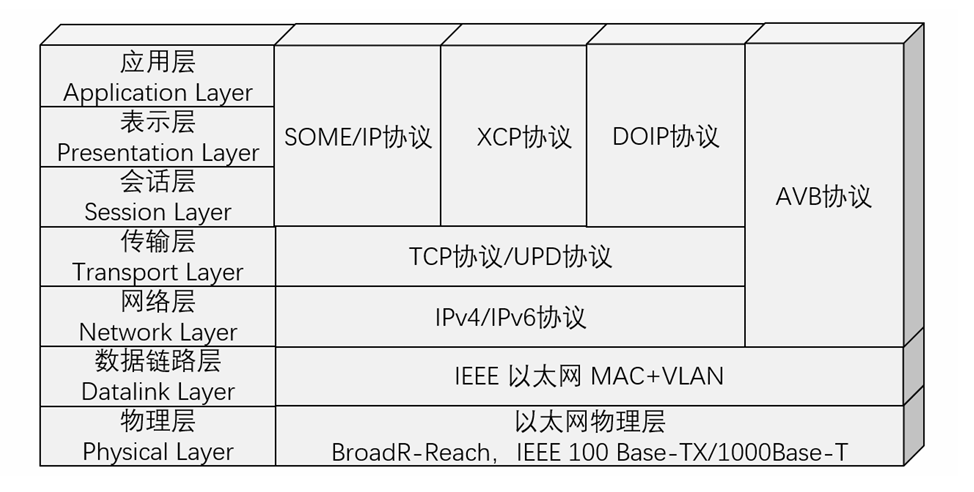 应用层
Application Layer
表示层
Presentation Layer
会话层
Session Layer
传输层
Transport Layer
网络层
Network Layer
数据链路层
Datalink Layer
物理层
Physical Layer
SOME/IP协议
XCP协议
DOIP协议
AVB协议
TCP协议/UPD协议
IPv4/IPv6协议
IEEE 以太网 MAC+VLAN
以太网物理层
BroadR-Reach，IEEE 100 Base-TX/1000Base-T